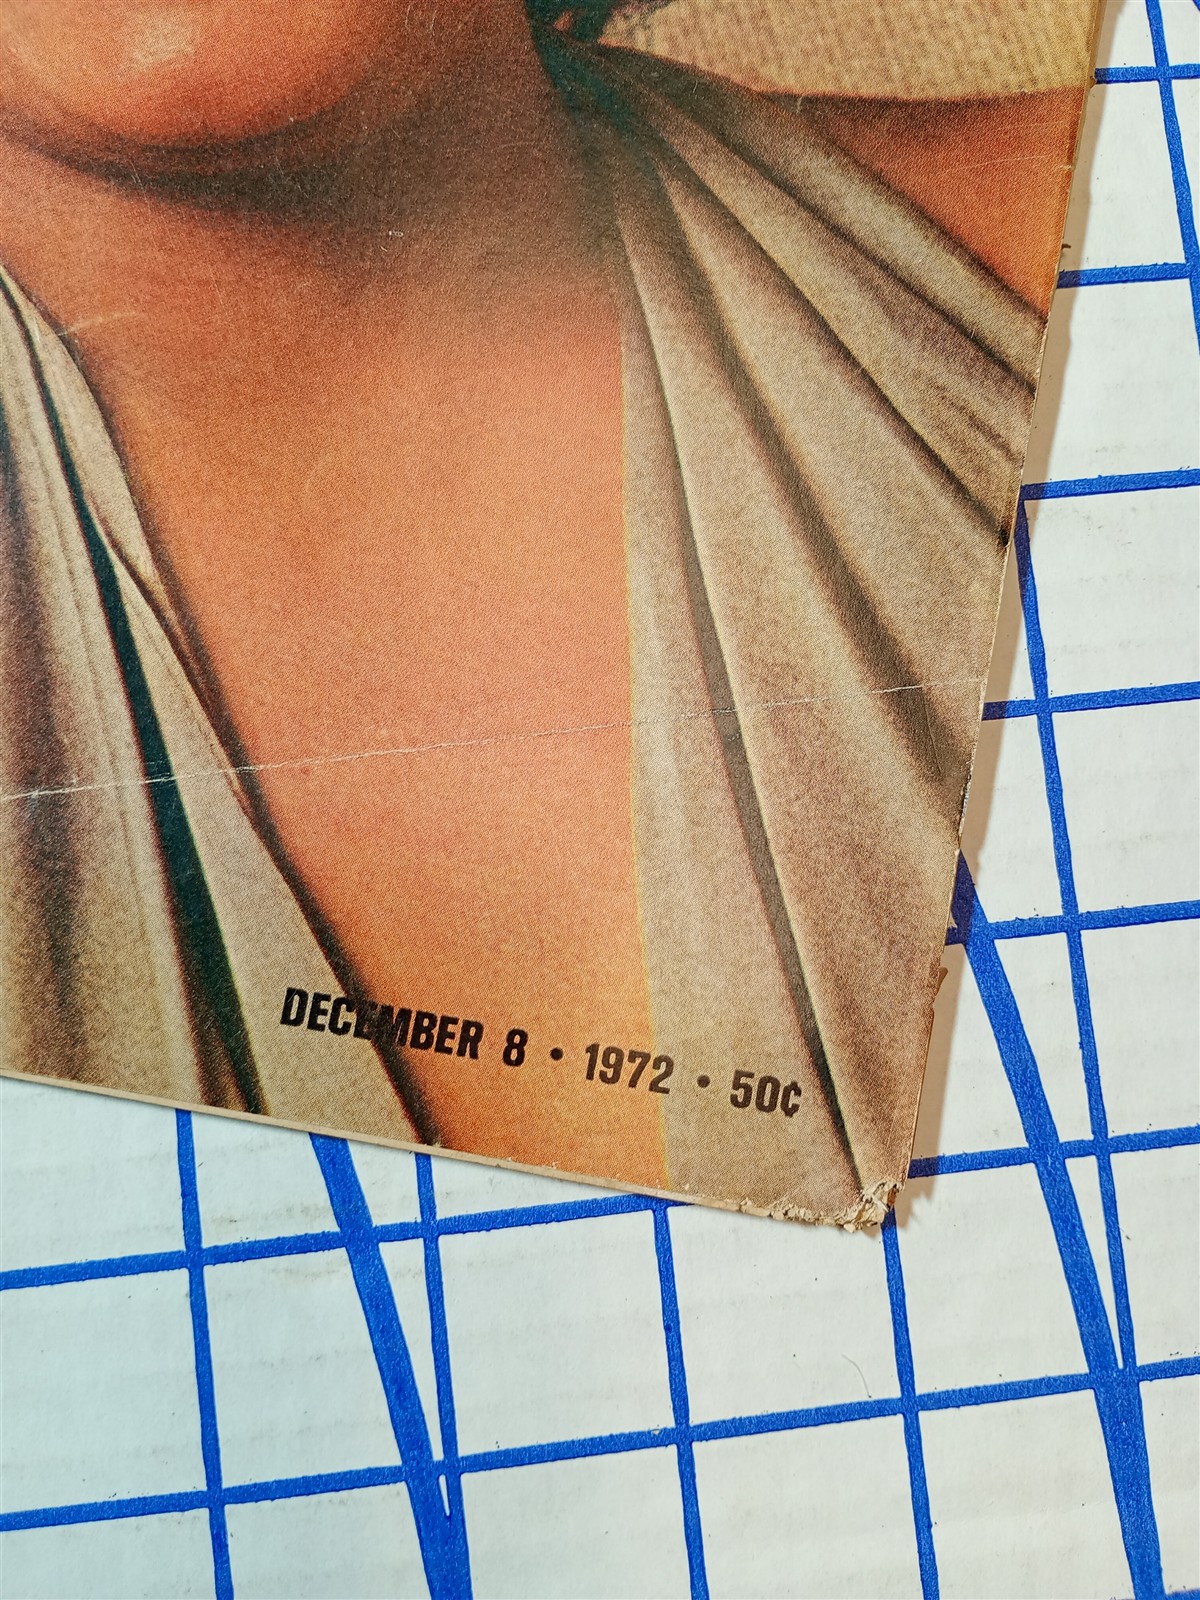 DECEMBER 8 • 1972 • 50¢